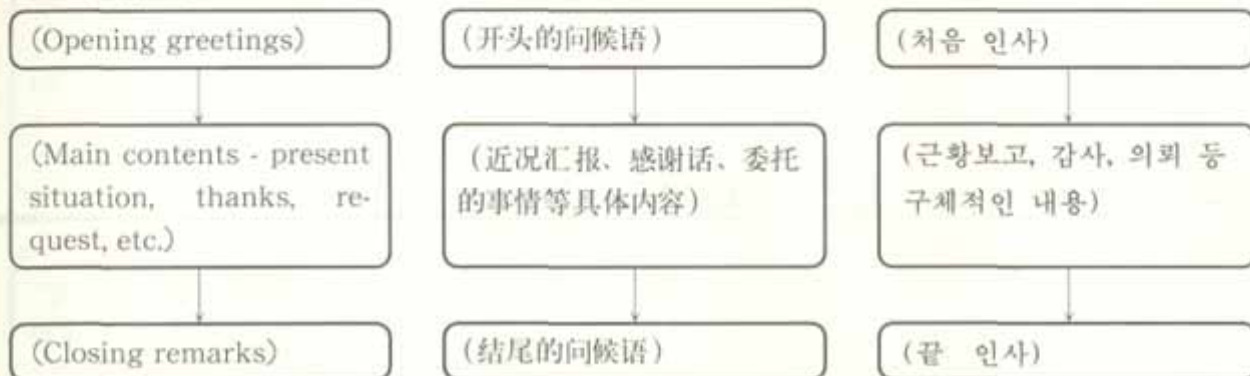 (Opening greetings)
(Main contents - present
situation, thanks, re-
quest, etc.)
(Closing remarks)
(开头的问候语)
(近况汇报、感谢话、委托
的事情等具体内容)
(结尾的问候语)
(처음 인사)
(근황보고, 감사, 의뢰 등
구체적인 내용)
(끝 인사)